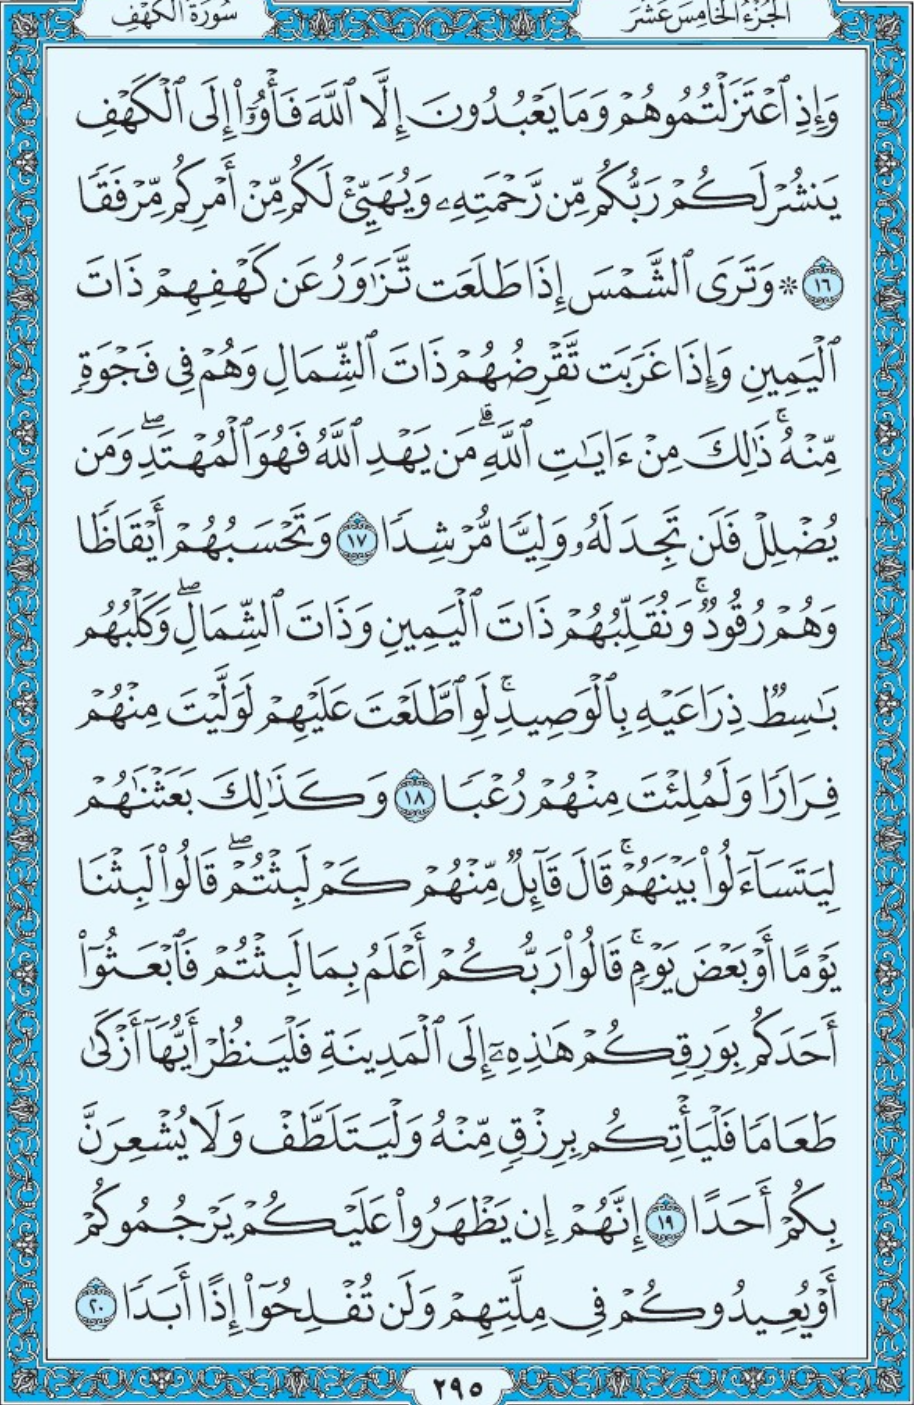 الجُزْءُ الخَامِسَ عَشَرَ
سُورَةُ الكَهْفِ
وَإِذِ ٱعْتَزَلْتُمُوهُمْ وَمَا يَعْبُدُونَ إِلَّا ٱللَّهَ فَأْوُۥٓا۟ إِلَى ٱلْكَهْفِ
يَنشُرْ لَكُمْ رَبُّكُم مِّن رَّحْمَتِهِۦ وَيُهَيِّئْ لَكُم مِّنْ أَمْرِكُم مِّرْفَقًا
١٦ ۞ وَتَرَى ٱلشَّمْسَ إِذَا طَلَعَت تَّزَٰوَرُ عَن كَهْفِهِمْ ذَاتَ
ٱلْيَمِينِ وَإِذَا غَرَبَت تَّقْرِضُهُمْ ذَاتَ ٱلشِّمَالِ وَهُمْ فِى فَجْوَةٍ
مِّنْهُ ۚ ذَٰلِكَ مِنْ ءَايَٰتِ ٱللَّهِ ۗ مَن يَهْدِ ٱللَّهُ فَهُوَ ٱلْمُهْتَدِ ۖ وَمَن
يُضْلِلْ فَلَن تَجِدَ لَهُۥ وَلِيًّا مُّرْشِدًا ١٧ وَتَحْسَبُهُمْ أَيْقَاظًا
وَهُمْ رُقُودٌ ۚ وَنُقَلِّبُهُمْ ذَاتَ ٱلْيَمِينِ وَذَاتَ ٱلشِّمَالِ ۖ وَكَلْبُهُم
بَٰسِطٌ ذِرَاعَيْهِ بِٱلْوَصِيدِ ۚ لَوِ ٱطَّلَعْتَ عَلَيْهِمْ لَوَلَّيْتَ مِنْهُمْ
فِرَارًا وَلَمُلِئْتَ مِنْهُمْ رُعْبًا ١٨ وَكَذَٰلِكَ بَعَثْنَٰهُمْ
لِيَتَسَآءَلُوا۟ بَيْنَهُمْ ۚ قَالَ قَآئِلٌ مِّنْهُمْ كَمْ لَبِثْتُمْ ۖ قَالُوا۟ لَبِثْنَا
يَوْمًا أَوْ بَعْضَ يَوْمٍ ۚ قَالُوا۟ رَبُّكُمْ أَعْلَمُ بِمَا لَبِثْتُمْ فَٱبْعَثُوٓا۟
أَحَدَكُم بِوَرِقِكُمْ هَٰذِهِۦٓ إِلَى ٱلْمَدِينَةِ فَلْيَنظُرْ أَيُّهَآ أَزْكَىٰ
طَعَامًا فَلْيَأْتِكُم بِرِزْقٍ مِّنْهُ وَلْيَتَلَطَّفْ وَلَا يُشْعِرَنَّ
بِكُمْ أَحَدًا ١٩ إِنَّهُمْ إِن يَظْهَرُوا۟ عَلَيْكُمْ يَرْجُمُوكُمْ
أَوْ يُعِيدُوكُمْ فِى مِلَّتِهِمْ وَلَن تُفْلِحُوٓا۟ إِذًا أَبَدًا ٢٠
٢٩٥